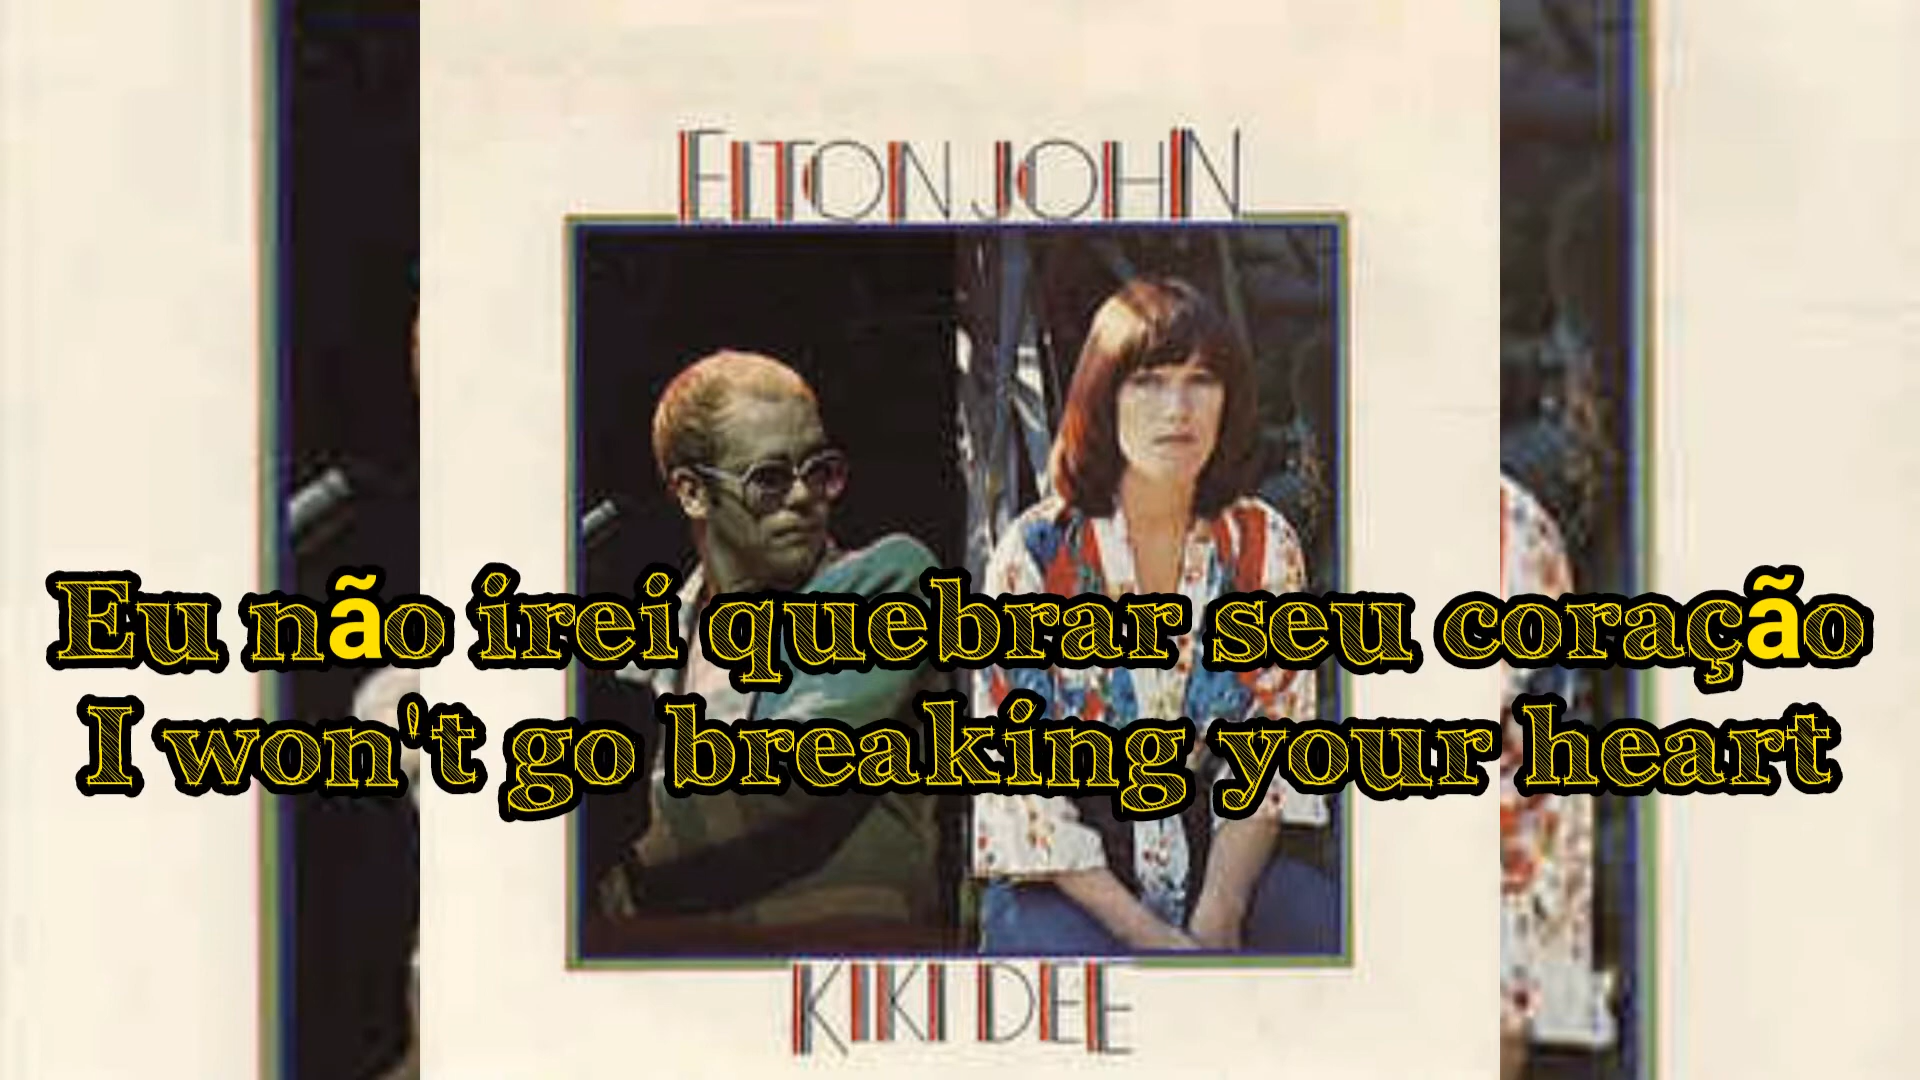 ELTON JOHN
Eu não irei quebrar seu coração
I won't go breaking your heart
KIKI DEE